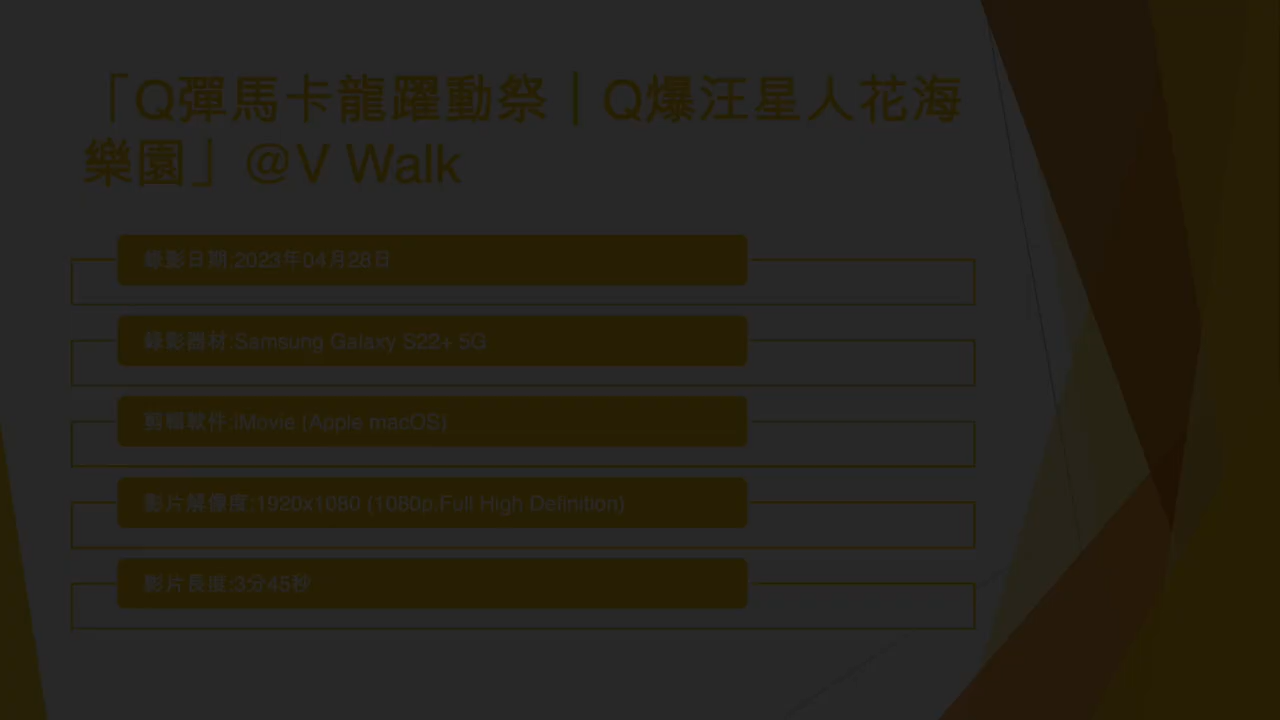 「Q彈馬卡龍躍動祭｜Q爆汪星人花海
樂園」@V Walk
錄影日期:2023年04月28日
錄影器材:Samsung Galaxy S22+ 5G
剪輯軟件:iMovie (Apple macOS)
影片解像度:1920x1080 (1080p Full High Definition)
影片長度:3分45秒